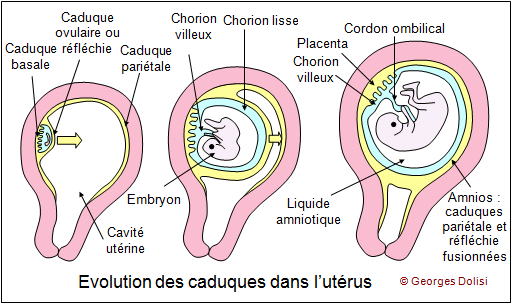 Caduque
ovulaire ou
réfléchie
Caduque
basale
Caduque
pariétale
Cavité
utérine
Chorion
villeux
Chorion lisse
Embryon
Cordon ombilical
Placenta
Chorion
villeux
Liquide
amniotique
Amnios :
caduques
pariétale et
réfléchie
fusionnées
Evolution des caduques dans l'utérus
© Georges Dolisi